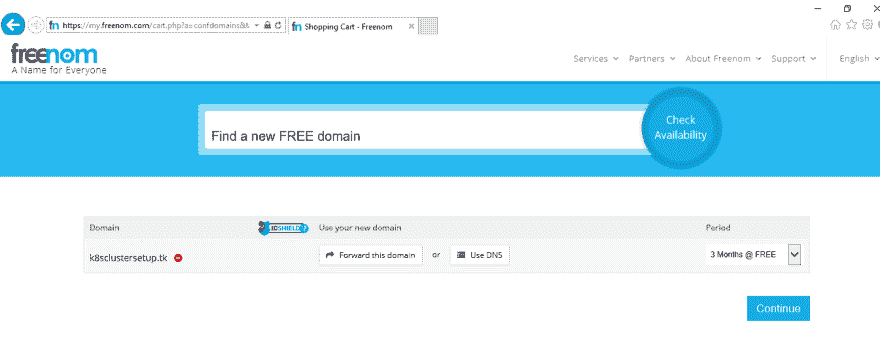 https://my.freenom.com/cart.php?a=confdomains&
Shopping Cart - Freenom
freenom
A Name for Everyone
Services Partners About Freenom Support English
Check
Availability
Find a new FREE domain
Domain IDSHIELD ? Use your new domain Period
k8sclustersetup.tk Forward this domain or Use DNS 3 Months @ FREE
Continue